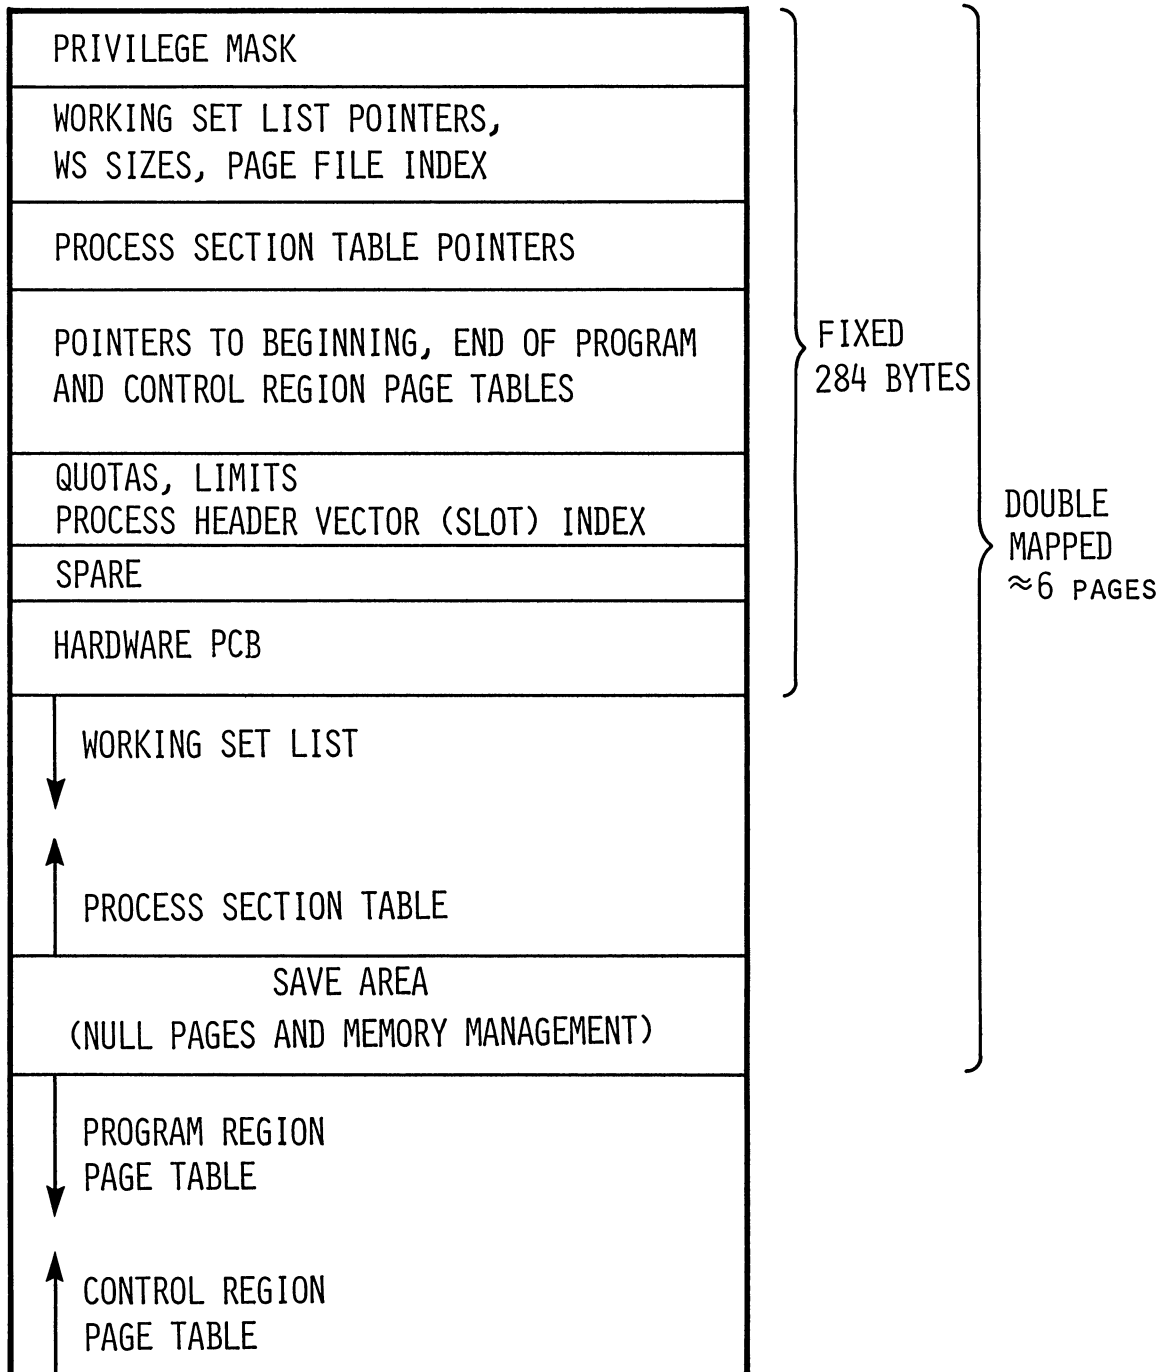 PRIVILEGE MASK
WORKING SET LIST POINTERS,
WS SIZES, PAGE FILE INDEX
PROCESS SECTION TABLE POINTERS
POINTERS TO BEGINNING, END OF PROGRAM
AND CONTROL REGION PAGE TABLES
FIXED
284 BYTES
QUOTAS, LIMITS
PROCESS HEADER VECTOR (SLOT) INDEX
SPARE
DOUBLE
MAPPED
≈6 PAGES
HARDWARE PCB
WORKING SET LIST
PROCESS SECTION TABLE
SAVE AREA
(NULL PAGES AND MEMORY MANAGEMENT)
PROGRAM REGION
PAGE TABLE
CONTROL REGION
PAGE TABLE